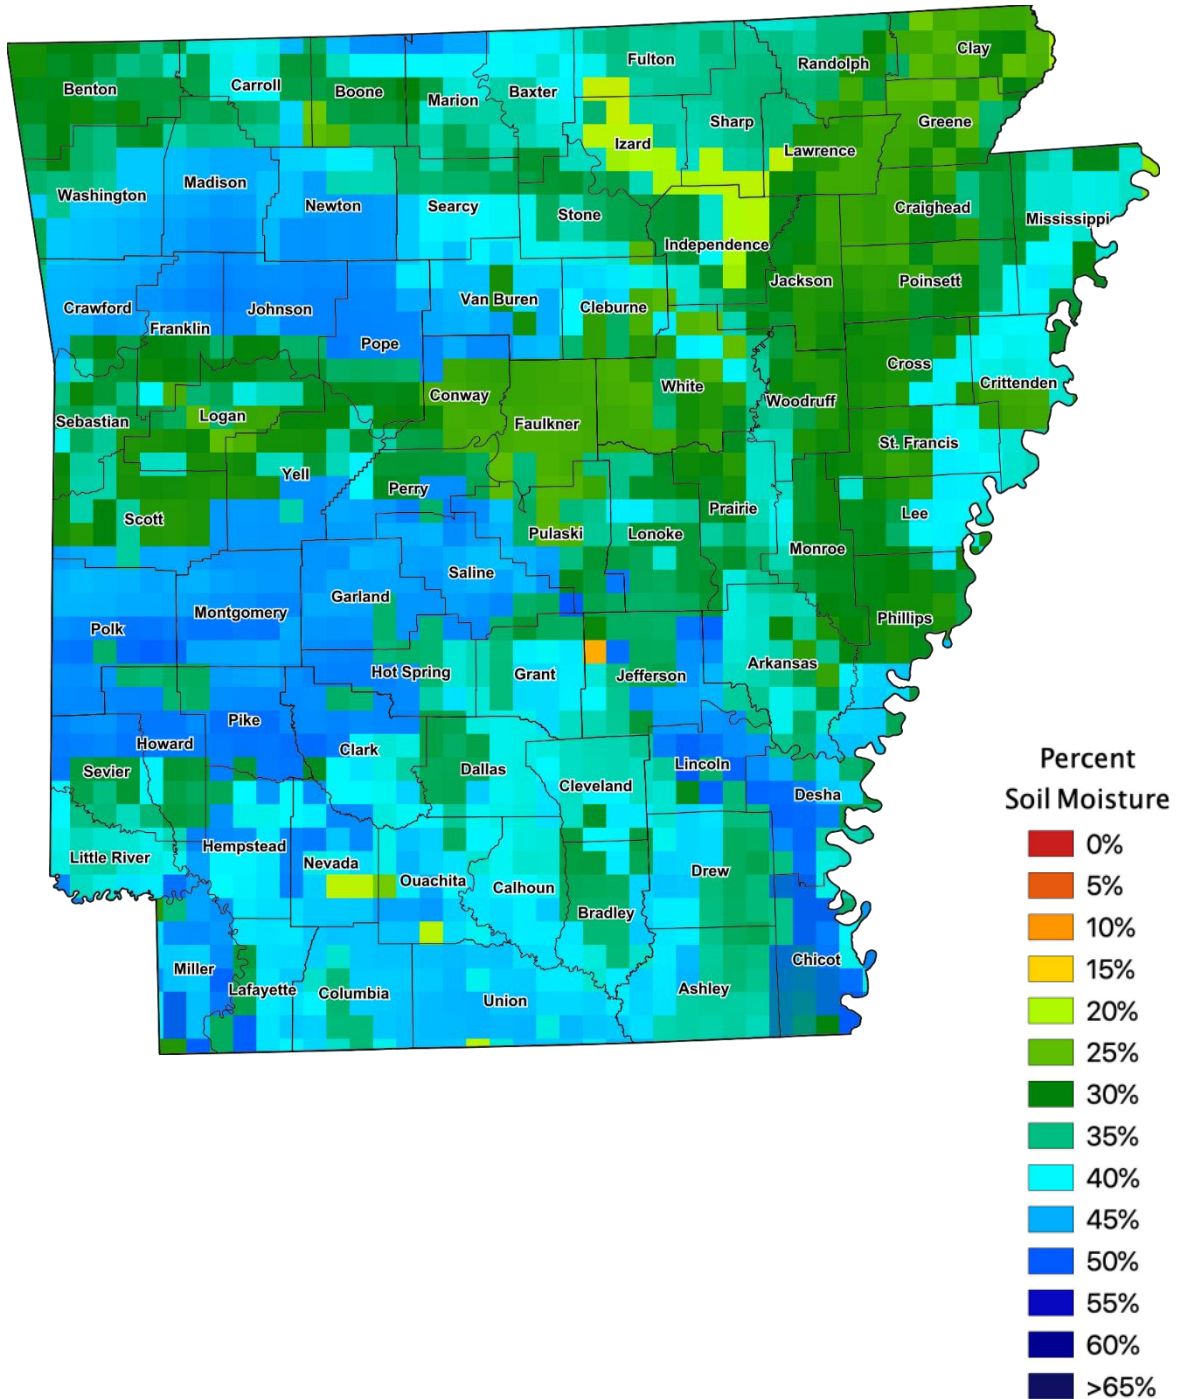 Clay
Fulton
Randolph
Carroll
Benton
Boone
Baxter
Marion
Sharp
Greene
Izard
Lawrence
Madison
Washington
Newton
Searcy
Stone
Craighead
Mississippi
Independence
Jackson
Poinsett
Van Buren
Crawford
Johnson
Cleburne
Franklin
Pope
Cross
Crittenden
White
Conway
Woodruff
Logan
Sebastian
Faulkner
St. Francis
Yell
Perry
Prairie
Lee
Scott
Pulaski
Lonoke
Monroe
Saline
Garland
Montgomery
Phillips
Polk
Arkansas
Hot Spring
Grant
Jefferson
Pike
Howard
Clark
Lincoln
Sevier
Dallas
Cleveland
Desha
Hempstead
Little River
Nevada
Drew
Ouachita
Calhoun
Bradley
Chicot
Miller
Lafayette
Columbia
Union
Ashley
Percent
Soil Moisture
0%
5%
10%
15%
20%
25%
30%
35%
40%
45%
50%
55%
60%
>65%